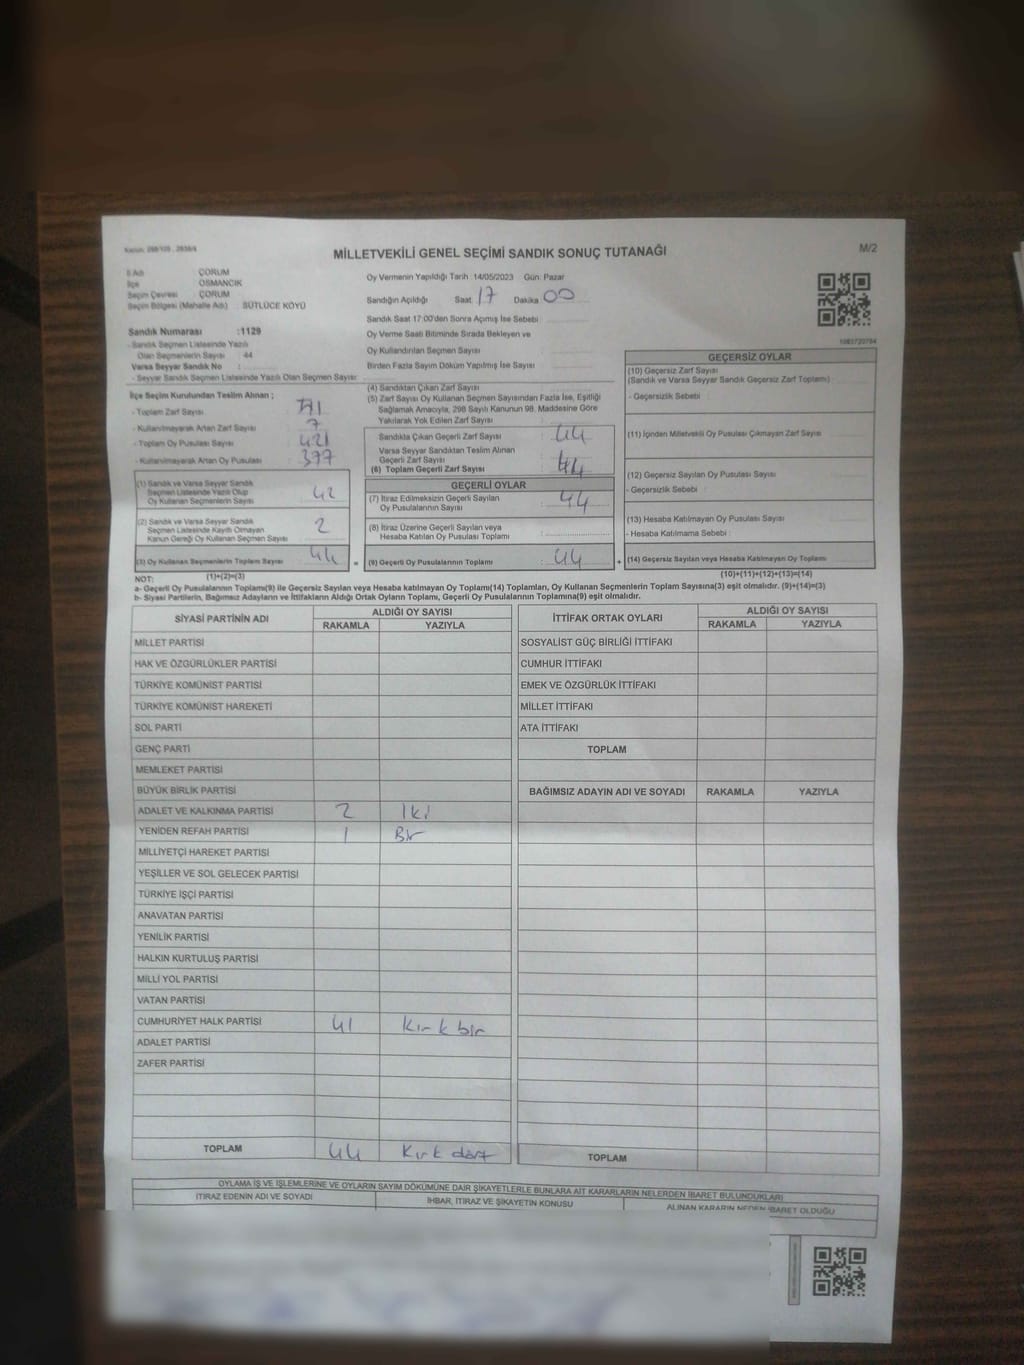 MİLLETVEKİLİ GENEL SEÇİMİ SANDIK SONUÇ TUTANAĞI
M/2
İl Adı ÇORUM
İlçe OSMANCIK
Seçim Çevresi ÇORUM
Seçim Bölgesi (Mahalle Adı) : SÜTLÜCE KÖYÜ
Sandık Numarası :1129
- Sandık Seçmen Listesinde Yazılı
Olan Seçmenlerin Sayısı : 44
Varsa Seyyar Sandık No :
- Seyyar Sandık Seçmen Listesinde Yazılı Olan Seçmen Sayısı :
Oy Vermenin Yapıldığı Tarih :14/05/2023 Gün: Pazar
Sandığın Açıldığı Saat 17 Dakika 00
Sandık Saat 17:00'den Sonra Açımış İse Sebebi :
Oy Verme Saati Bitiminde Sırada Bekleyen ve
Oy Kullandırılan Seçmen Sayısı
Birden Fazla Sayım Döküm Yapılmış İse Sayısı
İlçe Seçim Kurulundan Teslim Alınan ;
- Toplam Zarf Sayısı :
- Kullanılmayarak Artan Zarf Sayısı : 7
- Toplam Oy Pusulası Sayısı : 421
- Kullanılmayarak Artan Oy Pusulası : 377
(1) Sandık ve Varsa Seyyar Sandık
Seçmen Listesinde Yazılı Olup
Oy Kullanan Seçmenlerin Sayısı : 42
(2) Sandık ve Varsa Seyyar Sandık
Seçmen Listesinde Kayıtlı Olmayan
Kanun Gereği Oy Kullanan Seçmen Sayısı : 2
(3) Oy Kullanan Seçmenlerin Toplam Sayısı : 44
(1)+(2)=(3)
(4) Sandıktan Çıkan Zarf Sayısı
(5) Zarf Sayısı Oy Kullanan Seçmen Sayısından Fazla İse, Eşitliği
Sağlamak Amacıyla, 298 Sayılı Kanunun 98. Maddesine Göre
Yakılarak Yok Edilen Zarf Sayısı
Sandıkta Çıkan Geçerli Zarf Sayısı : 44
Varsa Seyyar Sandıktan Teslim Alınan
Geçerli Zarf Sayısı
(6) Toplam Geçerli Zarf Sayısı : 44
GEÇERLİ OYLAR
(7) İtiraz Edilmeksizin Geçerli Sayılan
Oy Pusulalarının Sayısı : 44
(8) İtiraz Üzerine Geçerli Sayılan veya
Hesaba Katılan Oy Pusulası Toplamı
= (9) Geçerli Oy Pusulalarının Toplamı : 44 +
GEÇERSİZ OYLAR
(10) Geçersiz Zarf Sayısı
(Sandık ve Varsa Seyyar Sandık Geçersiz Zarf Toplamı)
- Geçersizlik Sebebi :
(11) İçinden Milletvekili Oy Pusulası Çıkmayan Zarf Sayısı
(12) Geçersiz Sayılan Oy Pusulası Sayısı
- Geçersizlik Sebebi :
(13) Hesaba Katılmayan Oy Pusulası Sayısı
- Hesaba Katılmama Sebebi :
(14) Geçersiz Sayılan veya Hesaba Katılmayan Oy Toplamı
(10)+(11)+(12)+(13)=(14)
NOT:
a- Geçerli Oy Pusulalarının Toplamı(9) ile Geçersiz Sayılan veya Hesaba katılmayan Oy Toplamı(14) Toplamları, Oy Kullanan Seçmenlerin Toplam Sayısına(3) eşit olmalıdır. (9)+(14)=(3)
b- Siyasi Partilerin, Bağımsız Adayların ve İttifakların Aldığı Ortak Oyların Toplamı, Geçerli Oy Pusulalarının Toplamına(9) eşit olmalıdır.
SİYASİ PARTİNİN ADI ALDIĞI OY SAYISI
RAKAMLA YAZIYLA
MİLLET PARTİSİ
HAK VE ÖZGÜRLÜKLER PARTİSİ
TÜRKİYE KOMÜNİST PARTİSİ
TÜRKİYE KOMÜNİST HAREKETİ
SOL PARTİ
GENÇ PARTİ
MEMLEKET PARTİSİ
BÜYÜK BİRLİK PARTİSİ
ADALET VE KALKINMA PARTİSİ 2 İki
YENİDEN REFAH PARTİSİ 1 Bir
MİLLİYETÇİ HAREKET PARTİSİ
YEŞİLLER VE SOL GELECEK PARTİSİ
TÜRKİYE İŞÇİ PARTİSİ
ANAVATAN PARTİSİ
YENİLİK PARTİSİ
HALKIN KURTULUŞ PARTİSİ
MİLLİ YOL PARTİSİ
VATAN PARTİSİ
CUMHURİYET HALK PARTİSİ 41 Kırk bir
ADALET PARTİSİ
ZAFER PARTİSİ
TOPLAM 44 Kırk dört
İTTİFAK ORTAK OYLARI ALDIĞI OY SAYISI
RAKAMLA YAZIYLA
SOSYALİST GÜÇ BİRLİĞİ İTTİFAKI
CUMHUR İTTİFAKI
EMEK VE ÖZGÜRLÜK İTTİFAKI
MİLLET İTTİFAKI
ATA İTTİFAKI
TOPLAM
BAĞIMSIZ ADAYIN ADI VE SOYADI RAKAMLA YAZIYLA
TOPLAM
OYLAMA İŞ VE İŞLEMLERİNE VE OYLARIN SAYIM DÖKÜMÜNE DAİR ŞİKAYETLERLE BUNLARA AİT KARARLARIN NELERDEN İBARET BULUNDUKLARI
İTİRAZ EDENİN ADI VE SOYADI İHBAR, İTİRAZ VE ŞİKAYETİN KONUSU ALINAN KARARIN NEDEN İBARET OLDUĞU